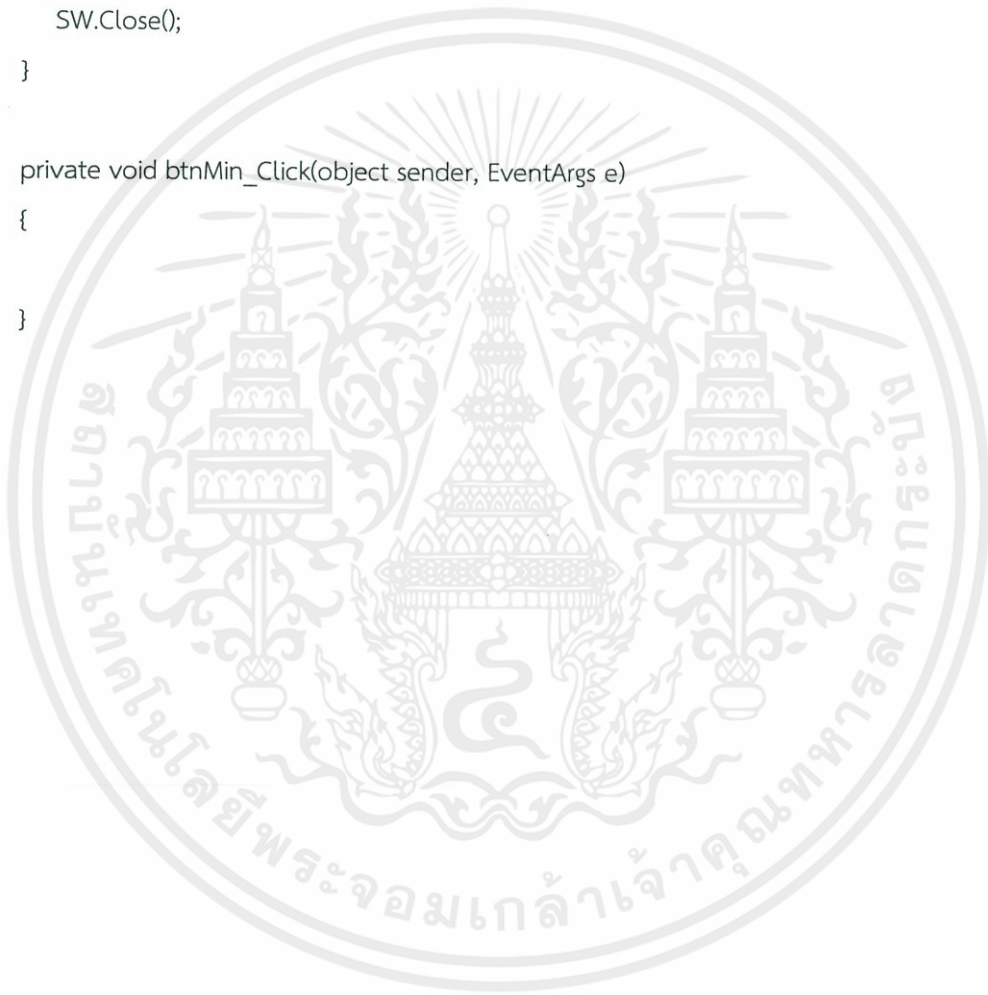 SW.Close();
}
private void btnMin_Click(object sender, EventArgs e)
{
}
สถาบันเทคโนโลยีพระจอมเกล้าเจ้าคุณทหารลาดกระบัง
๔